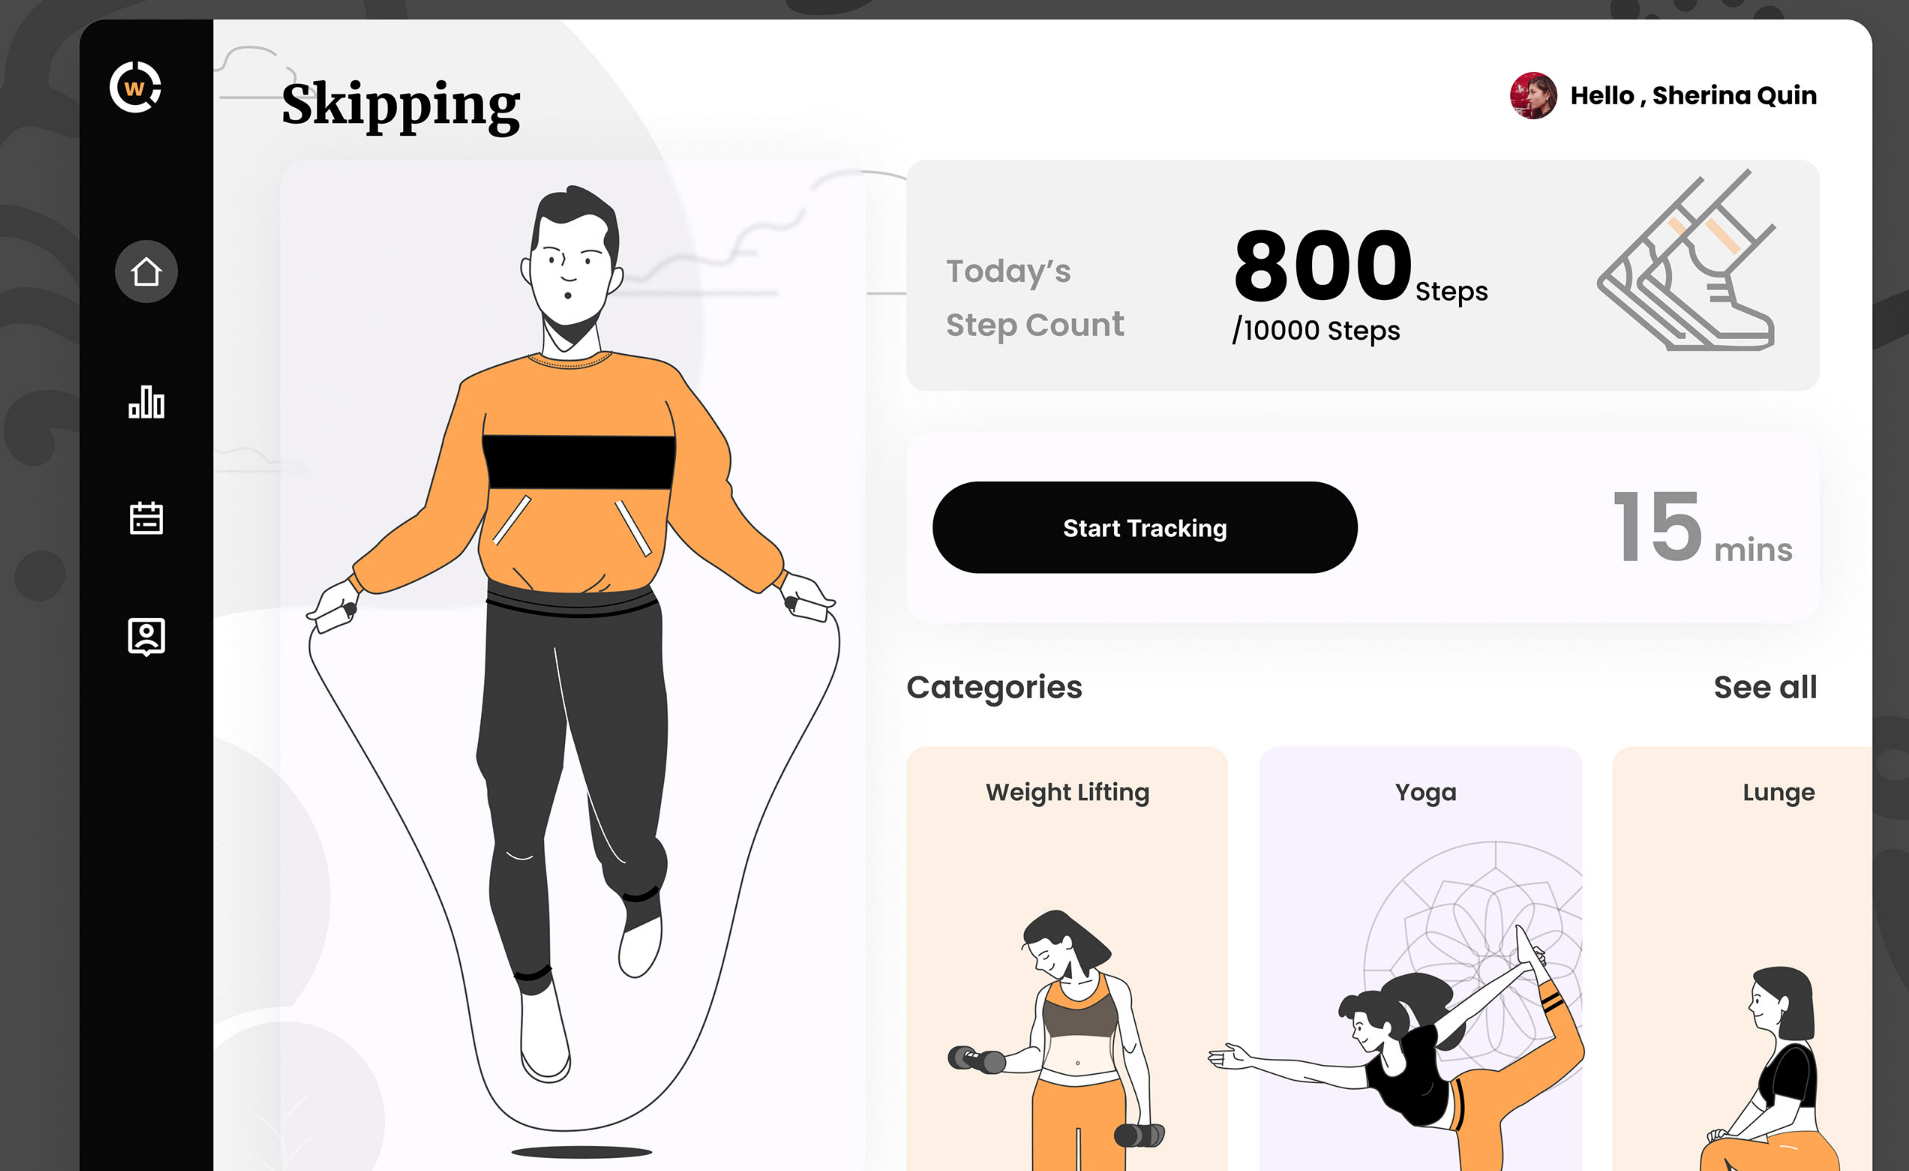 W
Skipping
Hello , Sherina Quin
Today’s
Step Count
800 Steps
/10000 Steps
Start Tracking
15 mins
Categories
See all
Weight Lifting
Yoga
Lunge